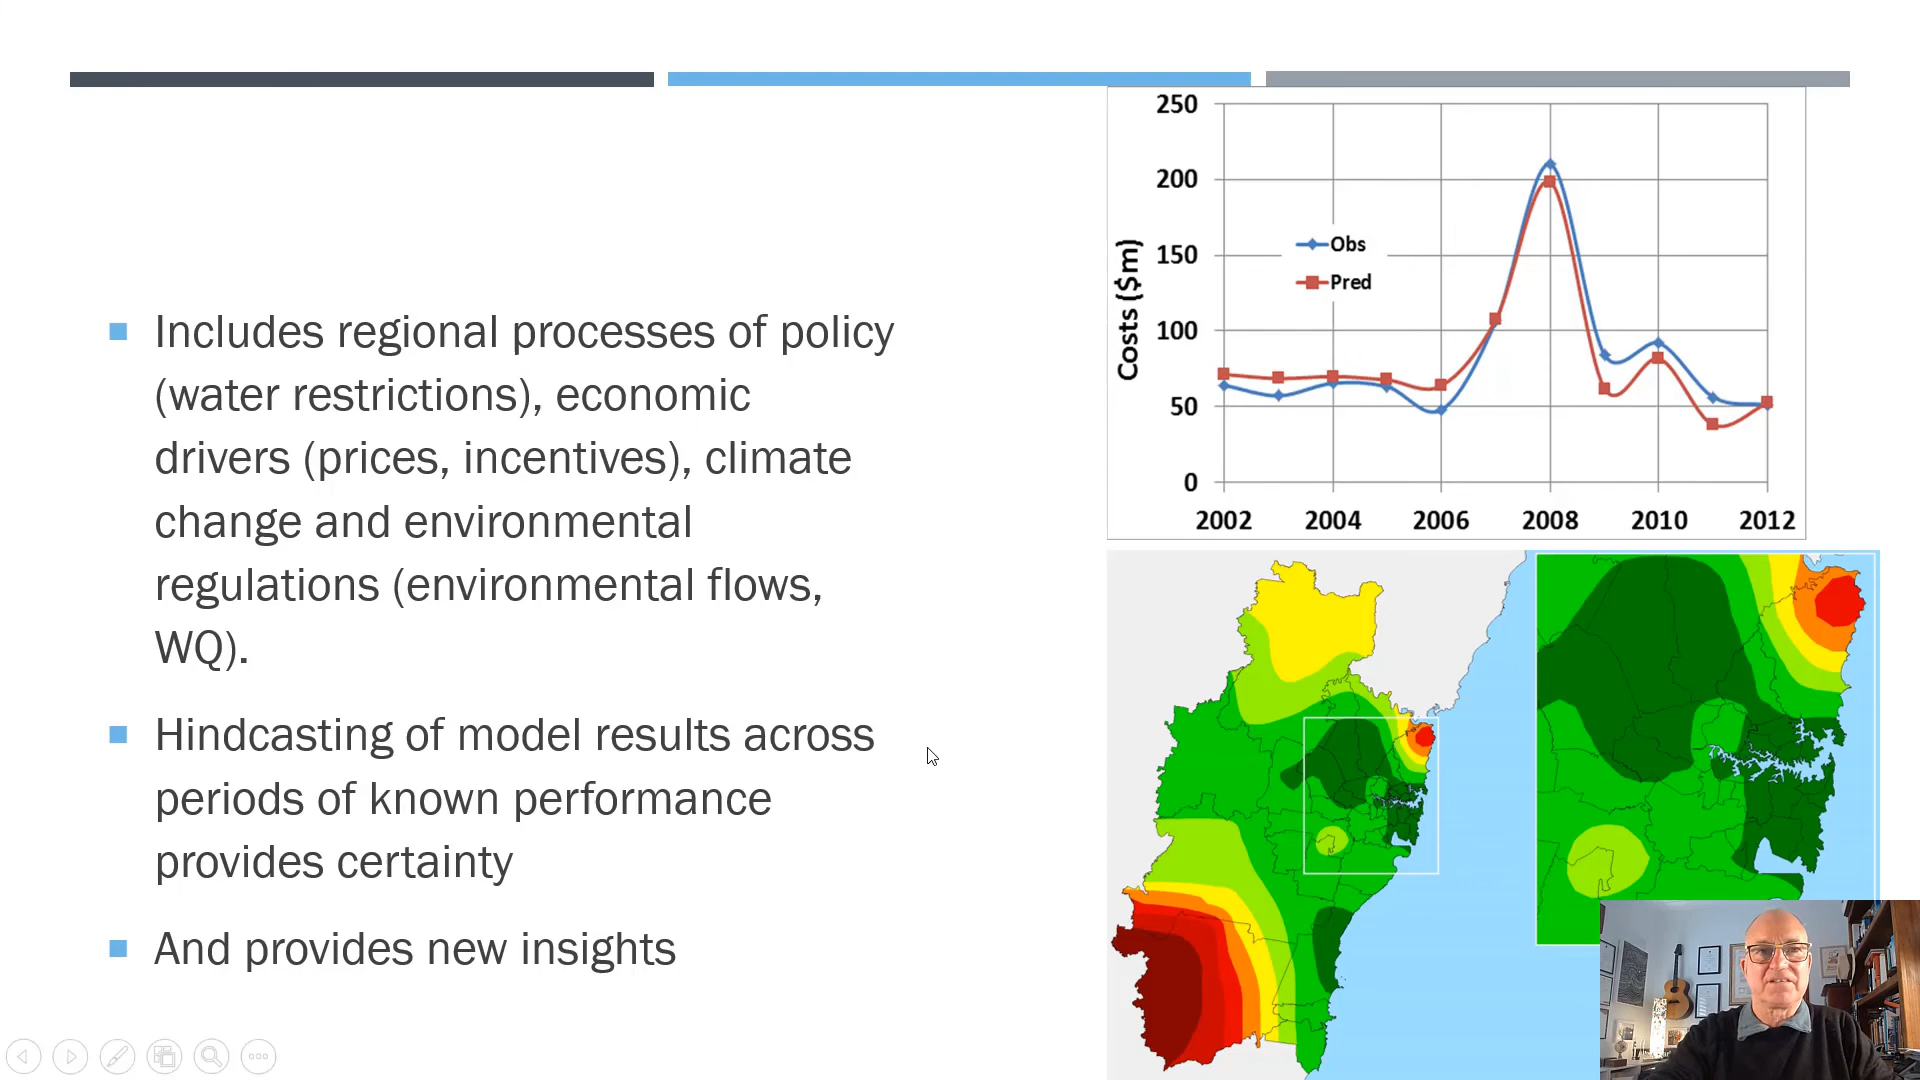 Includes regional processes of policy
(water restrictions), economic
drivers (prices, incentives), climate
change and environmental
regulations (environmental flows,
WQ).
Hindcasting of model results across
periods of known performance
provides certainty
And provides new insights
250
200
150
100
50
0
Costs ($m)
Obs
Pred
2002 2004 2006 2008 2010 2012